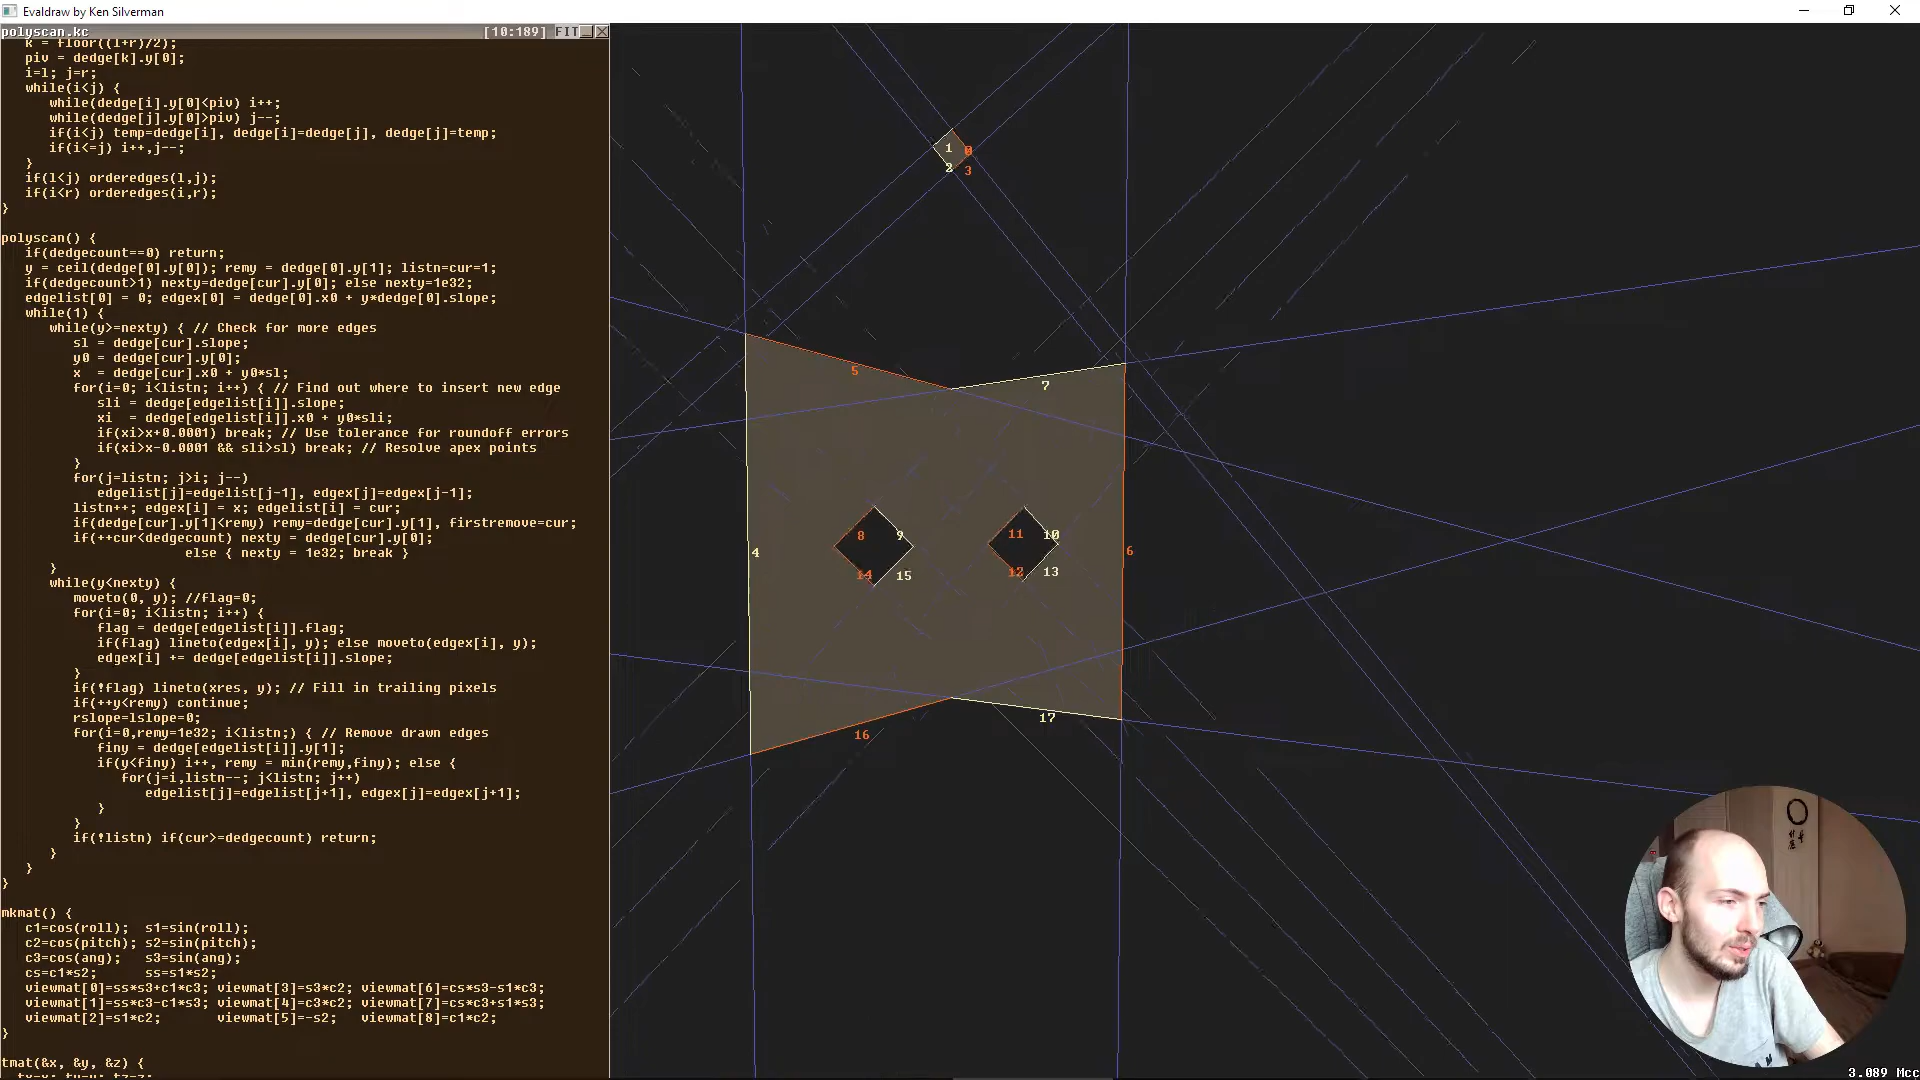 Evaldraw by Ken Silverman
polyscan.kc [10:189] FIT
k = floor((l+r)/2);
piv = dedge[k].y[0];
i=l; j=r;
while(i<j) {
while(dedge[i].y[0]<piv) i++;
while(dedge[j].y[0]>piv) j--;
if(i<j) temp=dedge[i], dedge[i]=dedge[j], dedge[j]=temp;
if(i<=j) i++,j--;
}
if(l<j) orderedges(l,j);
if(i<r) orderedges(i,r);
}
polyscan() {
if(dedgecount==0) return;
y = ceil(dedge[0].y[0]); remy = dedge[0].y[1]; listn=cur=1;
if(dedgecount>1) nexty=dedge[cur].y[0]; else nexty=1e32;
edgelist[0] = 0; edgex[0] = dedge[0].x0 + y*dedge[0].slope;
while(1) {
while(y>=nexty) { // Check for more edges
sl = dedge[cur].slope;
y0 = dedge[cur].y[0];
x  = dedge[cur].x0 + y0*sl;
for(i=0; i<listn; i++) { // Find out where to insert new edge
sli = dedge[edgelist[i]].slope;
xi  = dedge[edgelist[i]].x0 + y0*sli;
if(xi>x+0.0001) break; // Use tolerance for roundoff errors
if(xi>x-0.0001 && sli>sl) break; // Resolve apex points
}
for(j=listn; j>i; j--)
edgelist[j]=edgelist[j-1], edgex[j]=edgex[j-1];
listn++; edgex[i] = x; edgelist[i] = cur;
if(dedge[cur].y[1]<remy) remy=dedge[cur].y[1], firstremove=cur;
if(++cur<dedgecount) nexty = dedge[cur].y[0];
else { nexty = 1e32; break }
}
while(y<nexty) {
moveto(0, y); //flag=0;
for(i=0; i<listn; i++) {
flag = dedge[edgelist[i]].flag;
if(flag) lineto(edgex[i], y); else moveto(edgex[i], y);
edgex[i] += dedge[edgelist[i]].slope;
}
if(!flag) lineto(xres, y); // Fill in trailing pixels
if(++y<remy) continue;
rslope=lslope=0;
for(i=0,remy=1e32; i<listn;) { // Remove drawn edges
finy = dedge[edgelist[i]].y[1];
if(y<finy) i++, remy = min(remy,finy); else {
for(j=i,listn--; j<listn; j++)
edgelist[j]=edgelist[j+1], edgex[j]=edgex[j+1];
}
}
if(!listn) if(cur>=dedgecount) return;
}
}
}
mkmat() {
c1=cos(roll);  s1=sin(roll);
c2=cos(pitch); s2=sin(pitch);
c3=cos(ang);   s3=sin(ang);
cs=c1*s2;      ss=s1*s2;
viewmat[0]=ss*s3+c1*c3; viewmat[3]=s3*c2; viewmat[6]=cs*s3-s1*c3;
viewmat[1]=ss*c3-c1*s3; viewmat[4]=c3*c2; viewmat[7]=cs*c3+s1*s3;
viewmat[2]=s1*c2;       viewmat[5]=-s2;   viewmat[8]=c1*c2;
}
tmat(&x, &y, &z) {
1 0
2 3
5
7
8 9 11 10
4 6
14 15 12 13
17
16
3.089 Mcc